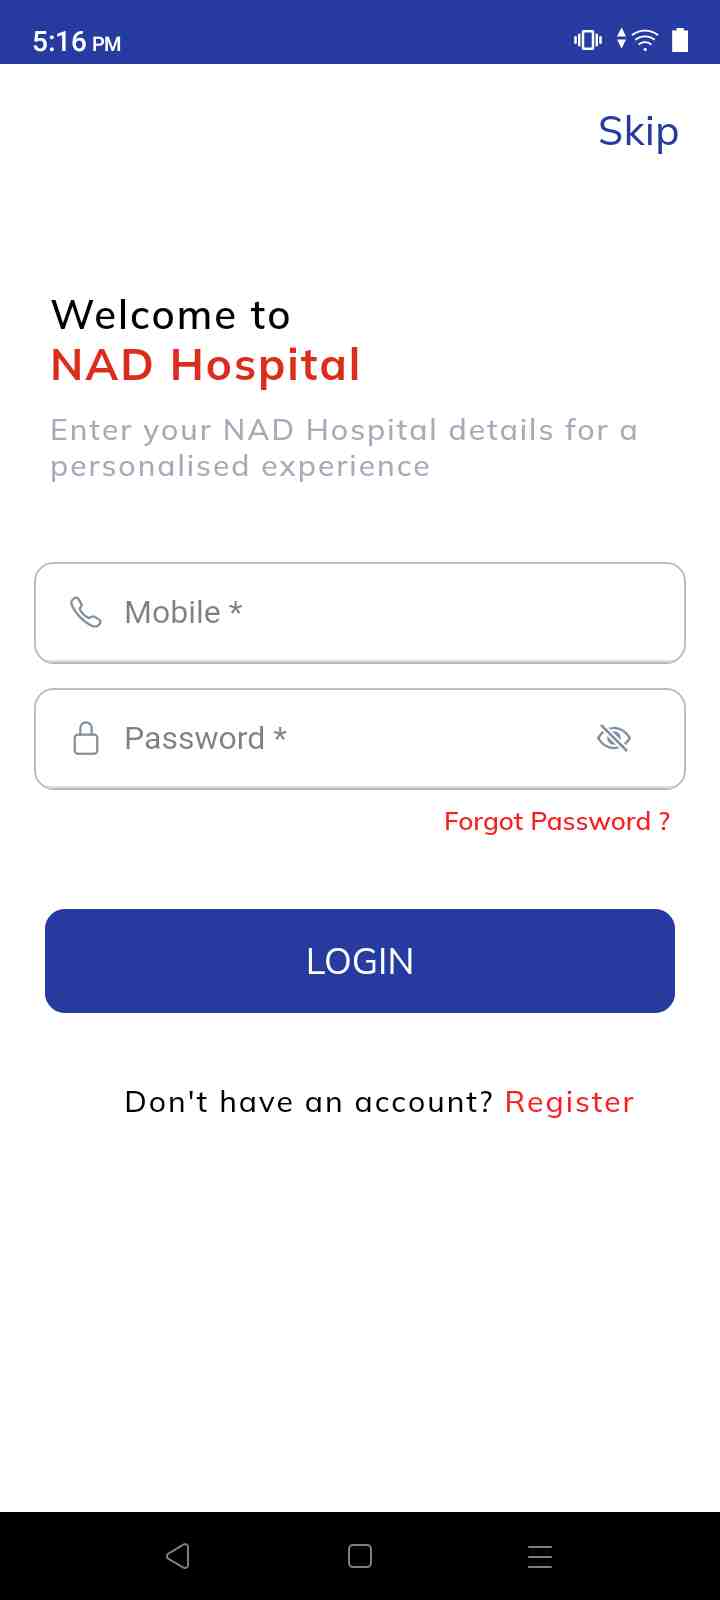 5:16 PM
Skip
Welcome to
NAD Hospital
Enter your NAD Hospital details for a
personalised experience
Mobile *
Password *
Forgot Password ?
LOGIN
Don't have an account? Register